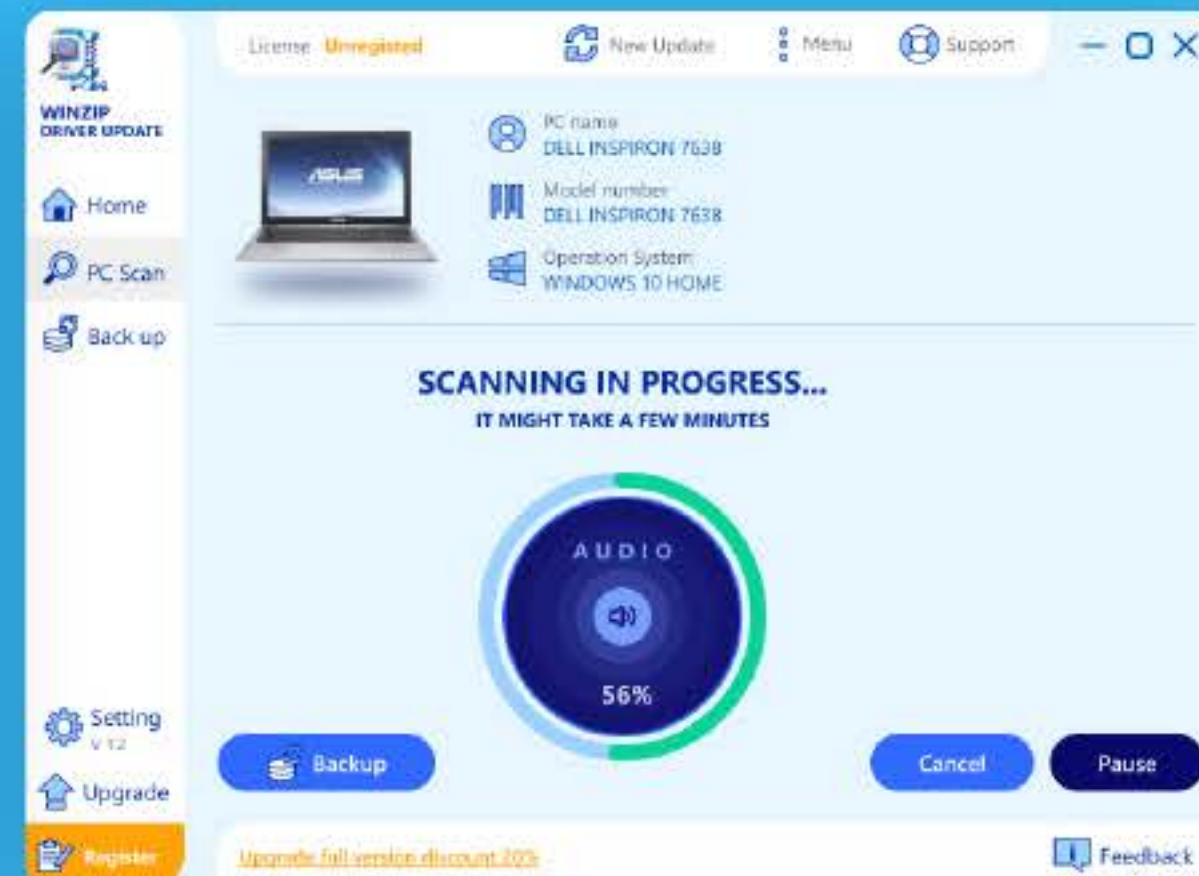 License Unregisted
New Update
Menu
Support
WINZIP
DRIVER UPDATE
Home
PC Scan
Back up
ASUS
PC name
DELL INSPIRON 7638
Model number
DELL INSPIRON 7638
Operation System
WINDOWS 10 HOME
SCANNING IN PROGRESS...
IT MIGHT TAKE A FEW MINUTES
AUDIO
56%
Setting
V 12
Upgrade
Register
Backup
Cancel
Pause
Upgrade full version discount 20%
Feedback